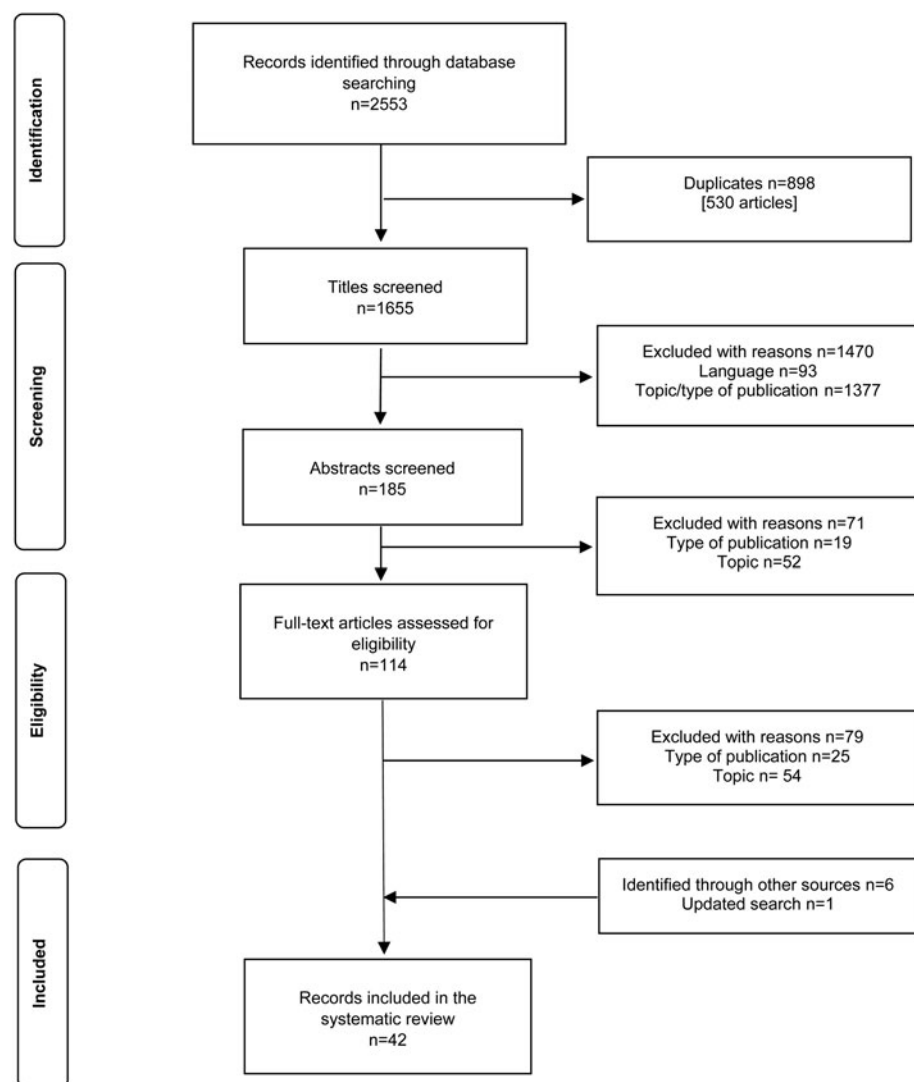 Identification
Records identified through database
searching
n=2553
Duplicates n=898
[530 articles]
Screening
Titles screened
n=1655
Excluded with reasons n=1470
Language n=93
Topic/type of publication n=1377
Abstracts screened
n=185
Excluded with reasons n=71
Type of publication n=19
Topic n=52
Eligibility
Full-text articles assessed for
eligibility
n=114
Excluded with reasons n=79
Type of publication n=25
Topic n= 54
Included
Identified through other sources n=6
Updated search n=1
Records included in the
systematic review
n=42